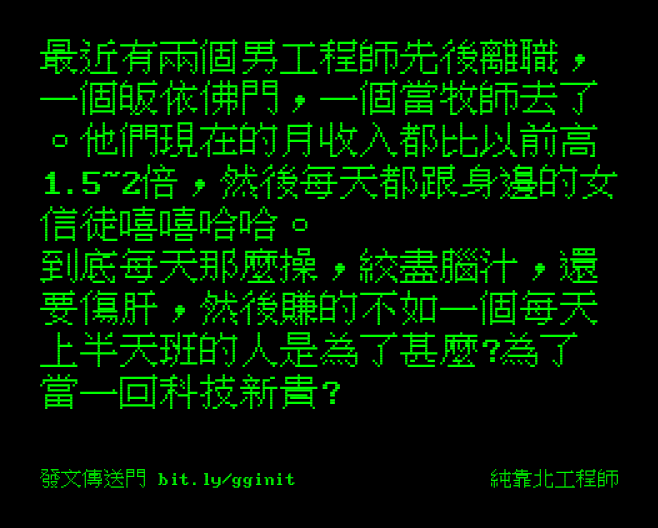 最近有兩個男工程師先後離職，
一個皈依佛門，一個當牧師去了
。他們現在的月收入都比以前高
1.5~2倍，然後每天都跟身邊的女
信徒嘻嘻哈哈。
到底每天那麼操，絞盡腦汁，還
要傷肝，然後賺的不如一個每天
上半天班的人是為了甚麼?為了
當一回科技新貴?
發文傳送門 bit.ly/gginit
純靠北工程師